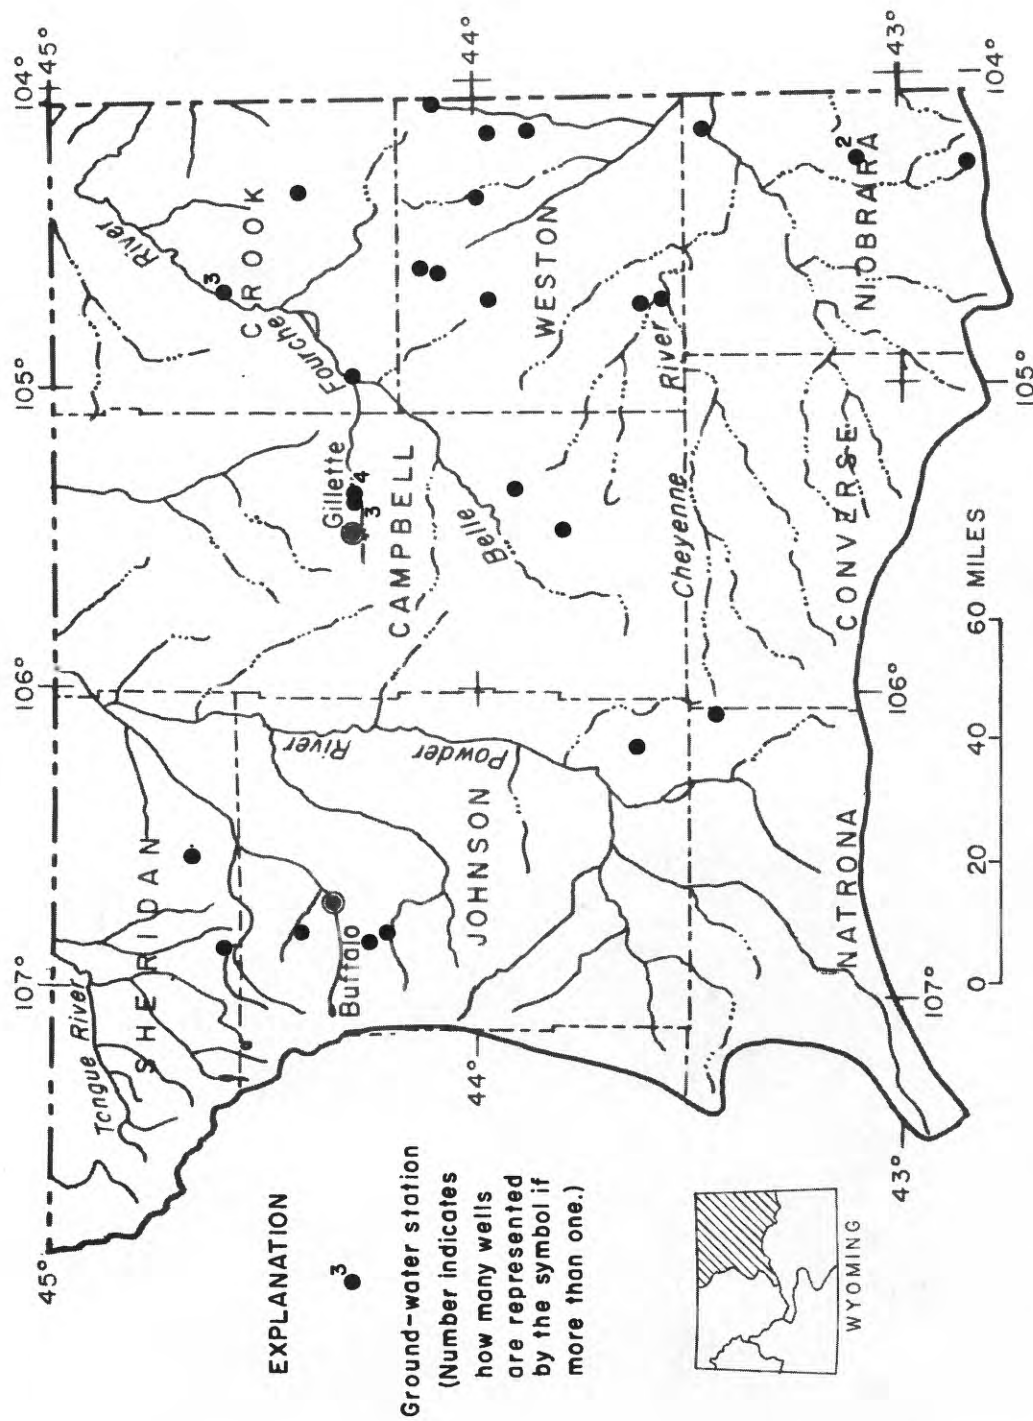 45°
107°
106°
105°
104°
45°
Tongue River
SHERIDAN
River
CROOK
3
Fourche
Gillette
3
4
Buffalo
River
CAMPBELL
Belle
44°
JOHNSON
Powder
WESTON
44°
Cheyenne
River
NATRONA
CONVERSE
NIOBRARA
2
43°
107°
106°
105°
43°
104°
0
20
40
60 MILES
EXPLANATION
3
Ground-water station
(Number indicates
how many wells
are represented
by the symbol if
more than one.)
WYOMING